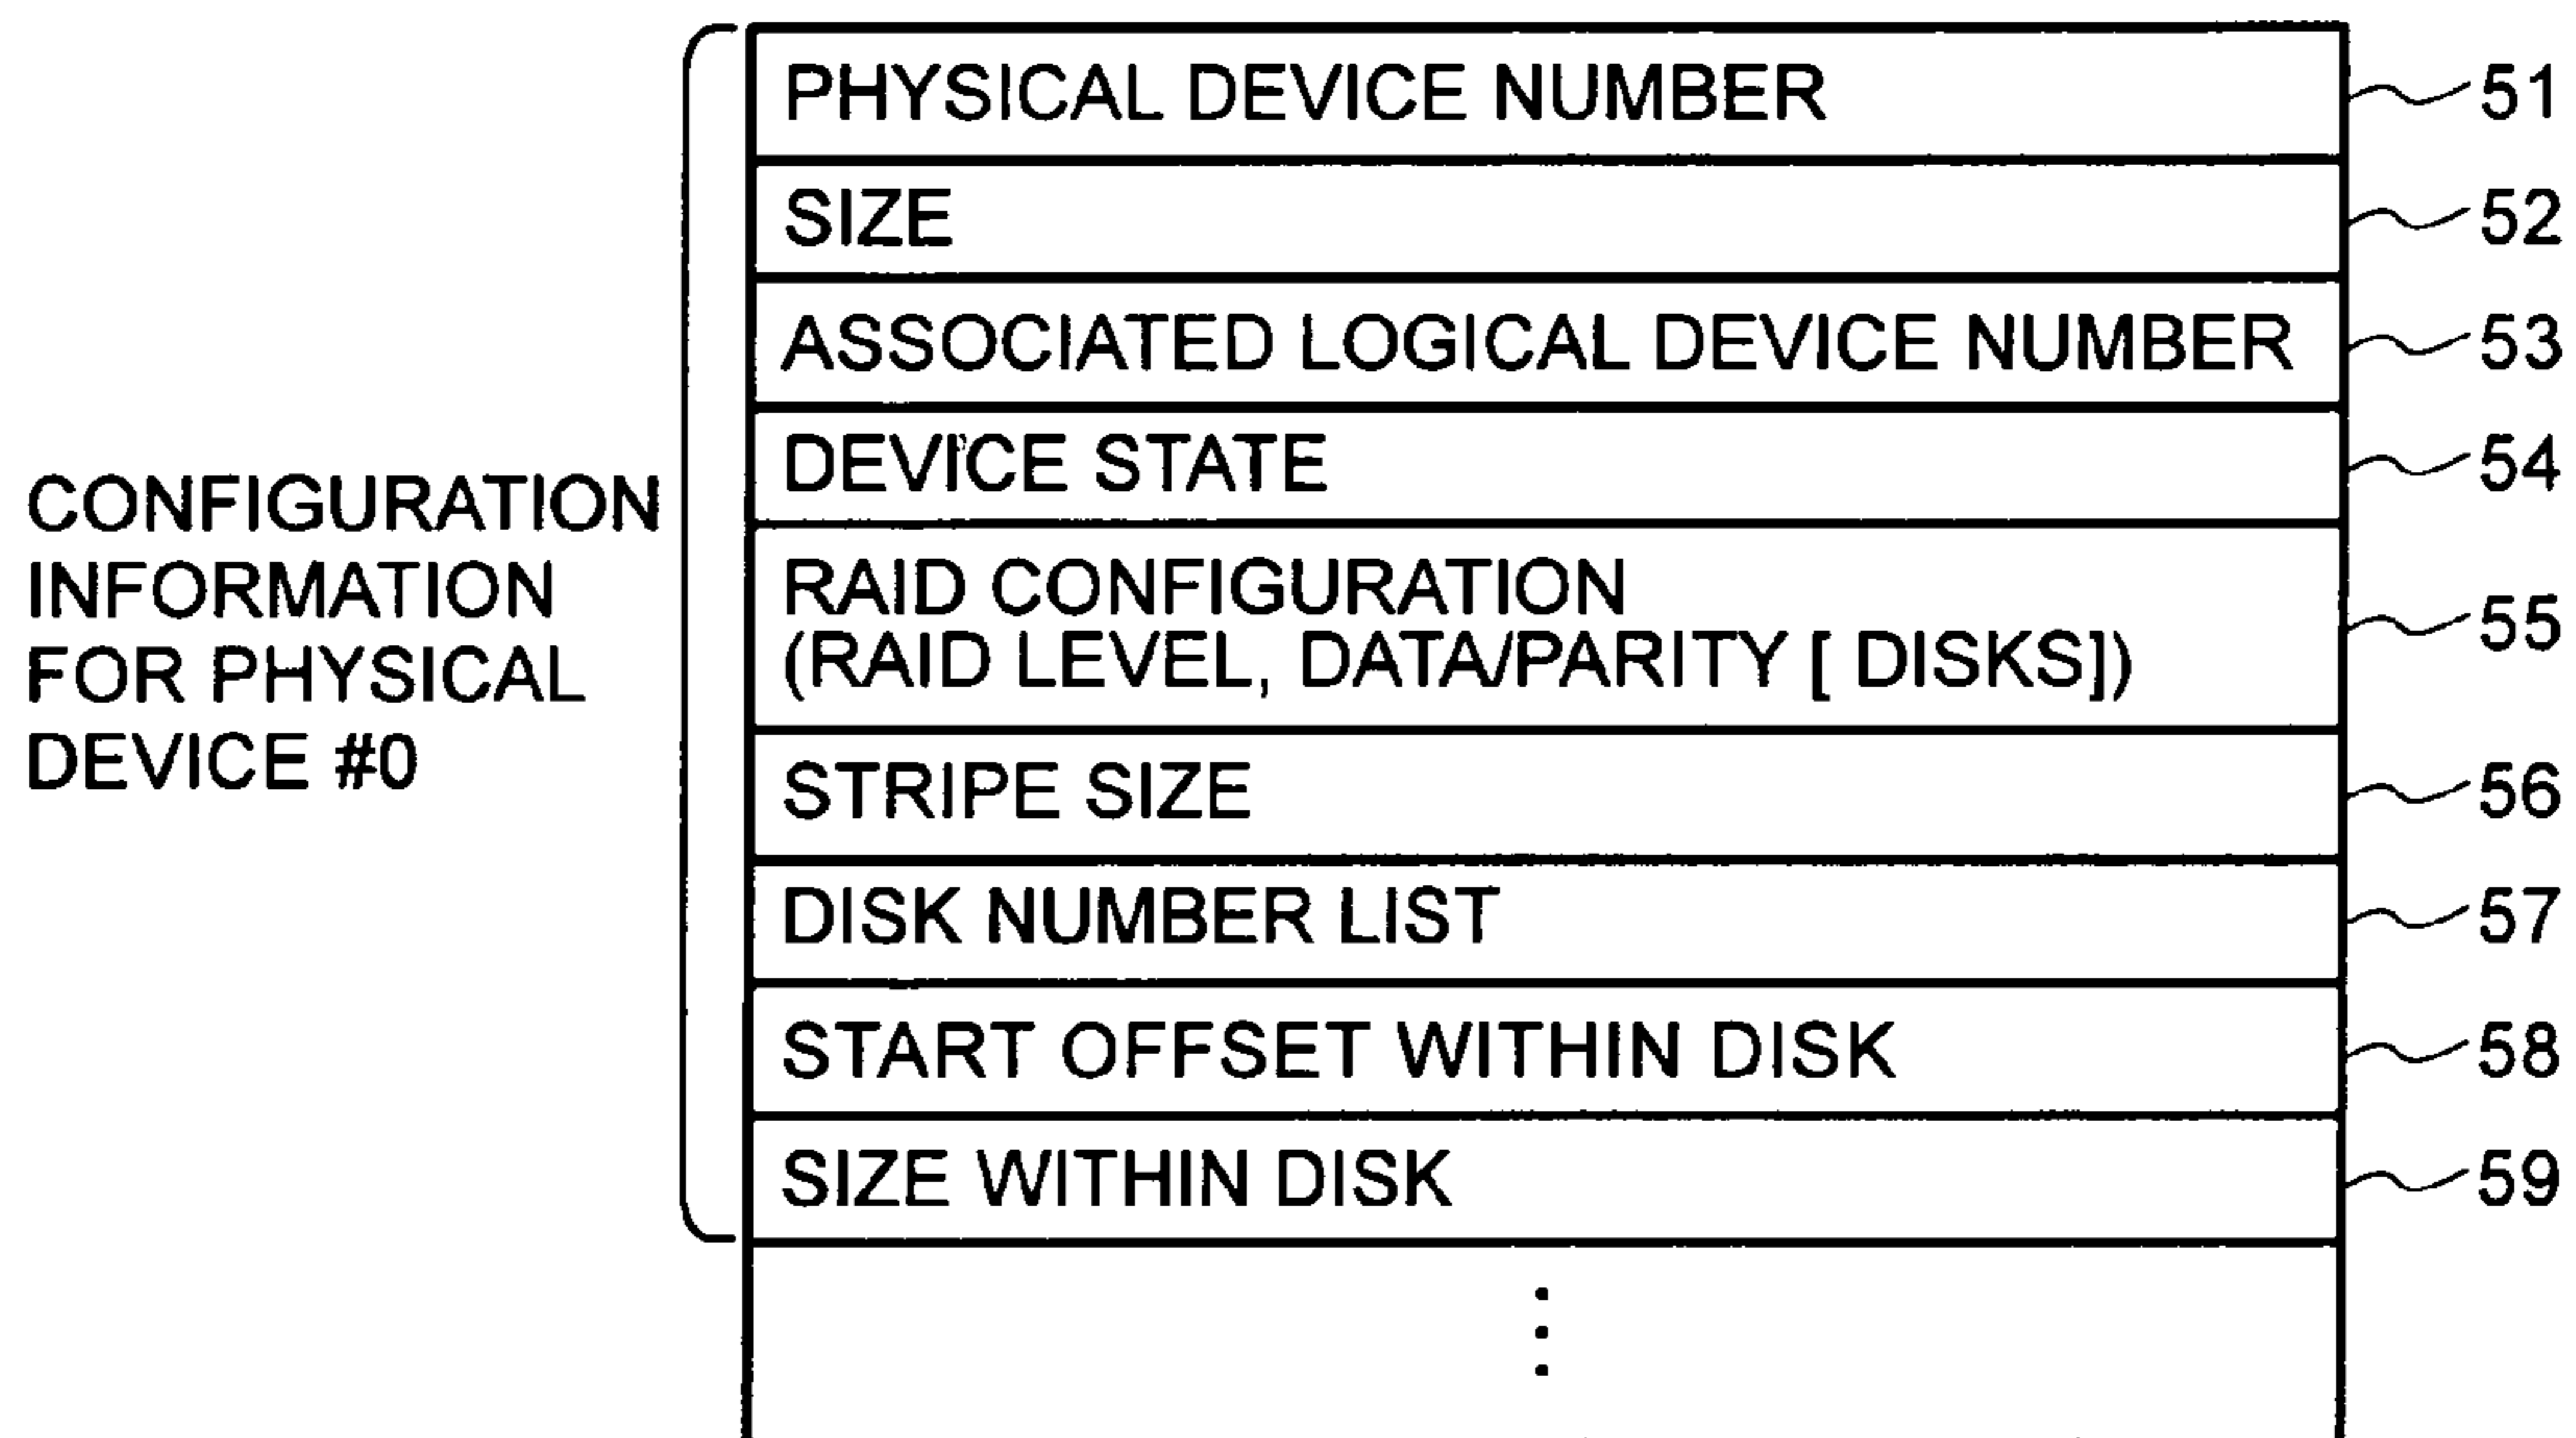 PHYSICAL DEVICE NUMBER 51
SIZE 52
ASSOCIATED LOGICAL DEVICE NUMBER 53
DEVICE STATE 54
CONFIGURATION
INFORMATION
FOR PHYSICAL
DEVICE #0
RAID CONFIGURATION
(RAID LEVEL, DATA/PARITY [ DISKS]) 55
STRIPE SIZE 56
DISK NUMBER LIST 57
START OFFSET WITHIN DISK 58
SIZE WITHIN DISK 59